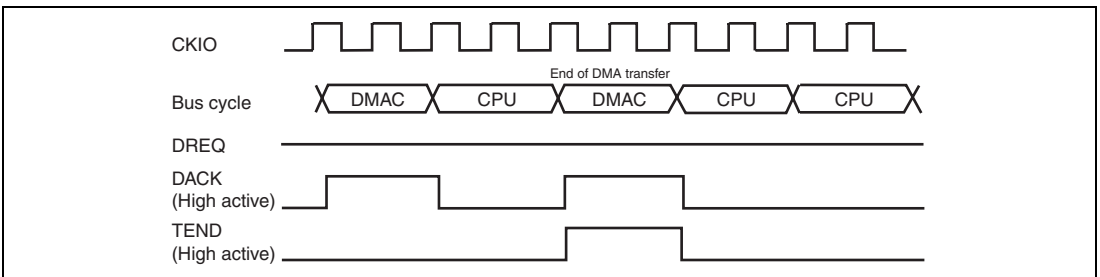 CKIO
End of DMA transfer
Bus cycle DMAC CPU DMAC CPU CPU
DREQ
DACK
(High active)
TEND
(High active)